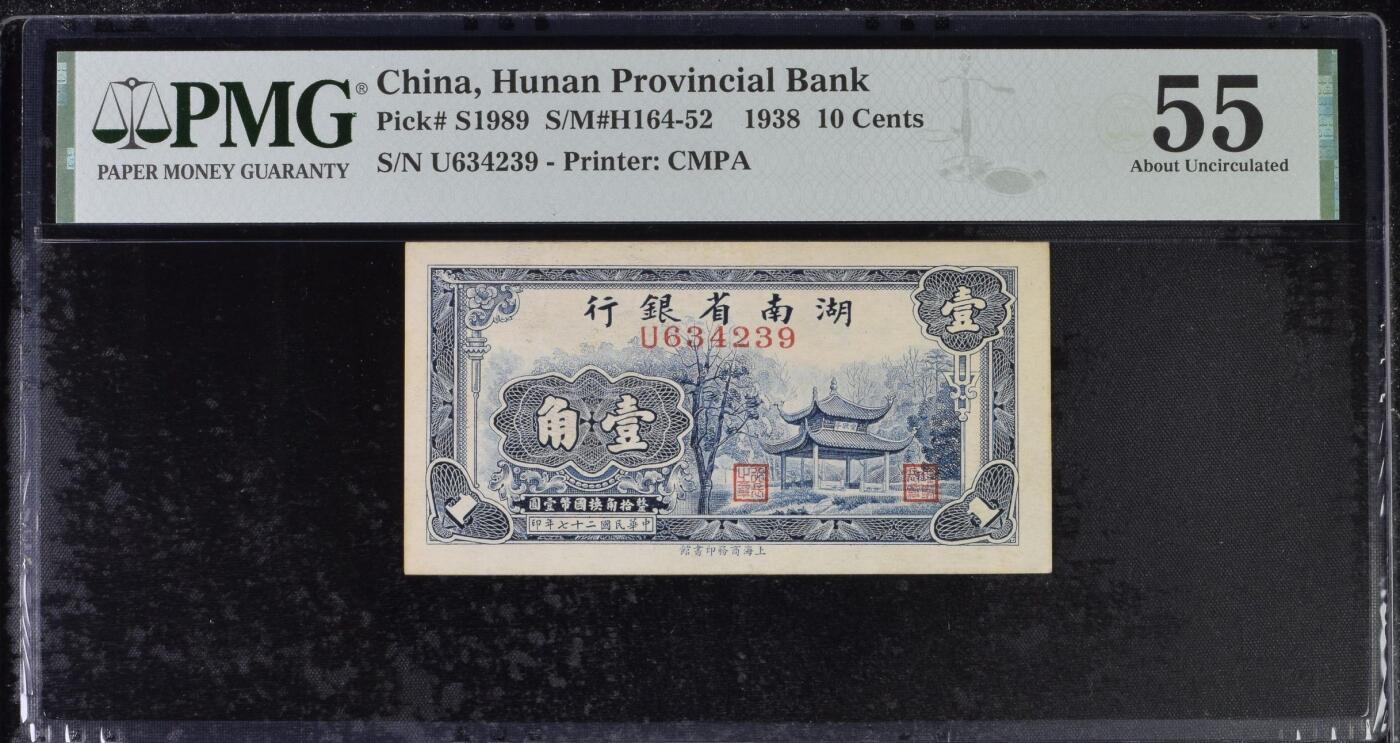 PMG®
PAPER MONEY GUARANTY
China, Hunan Provincial Bank
Pick# S1989 S/M#H164-52 1938 10 Cents
S/N U634239 - Printer: CMPA
55
About Uncirculated
湖南省銀行
壹
U634239
壹角
整拾角換國幣壹圓
中華民國二十七年印
1
1
上海商務印書館